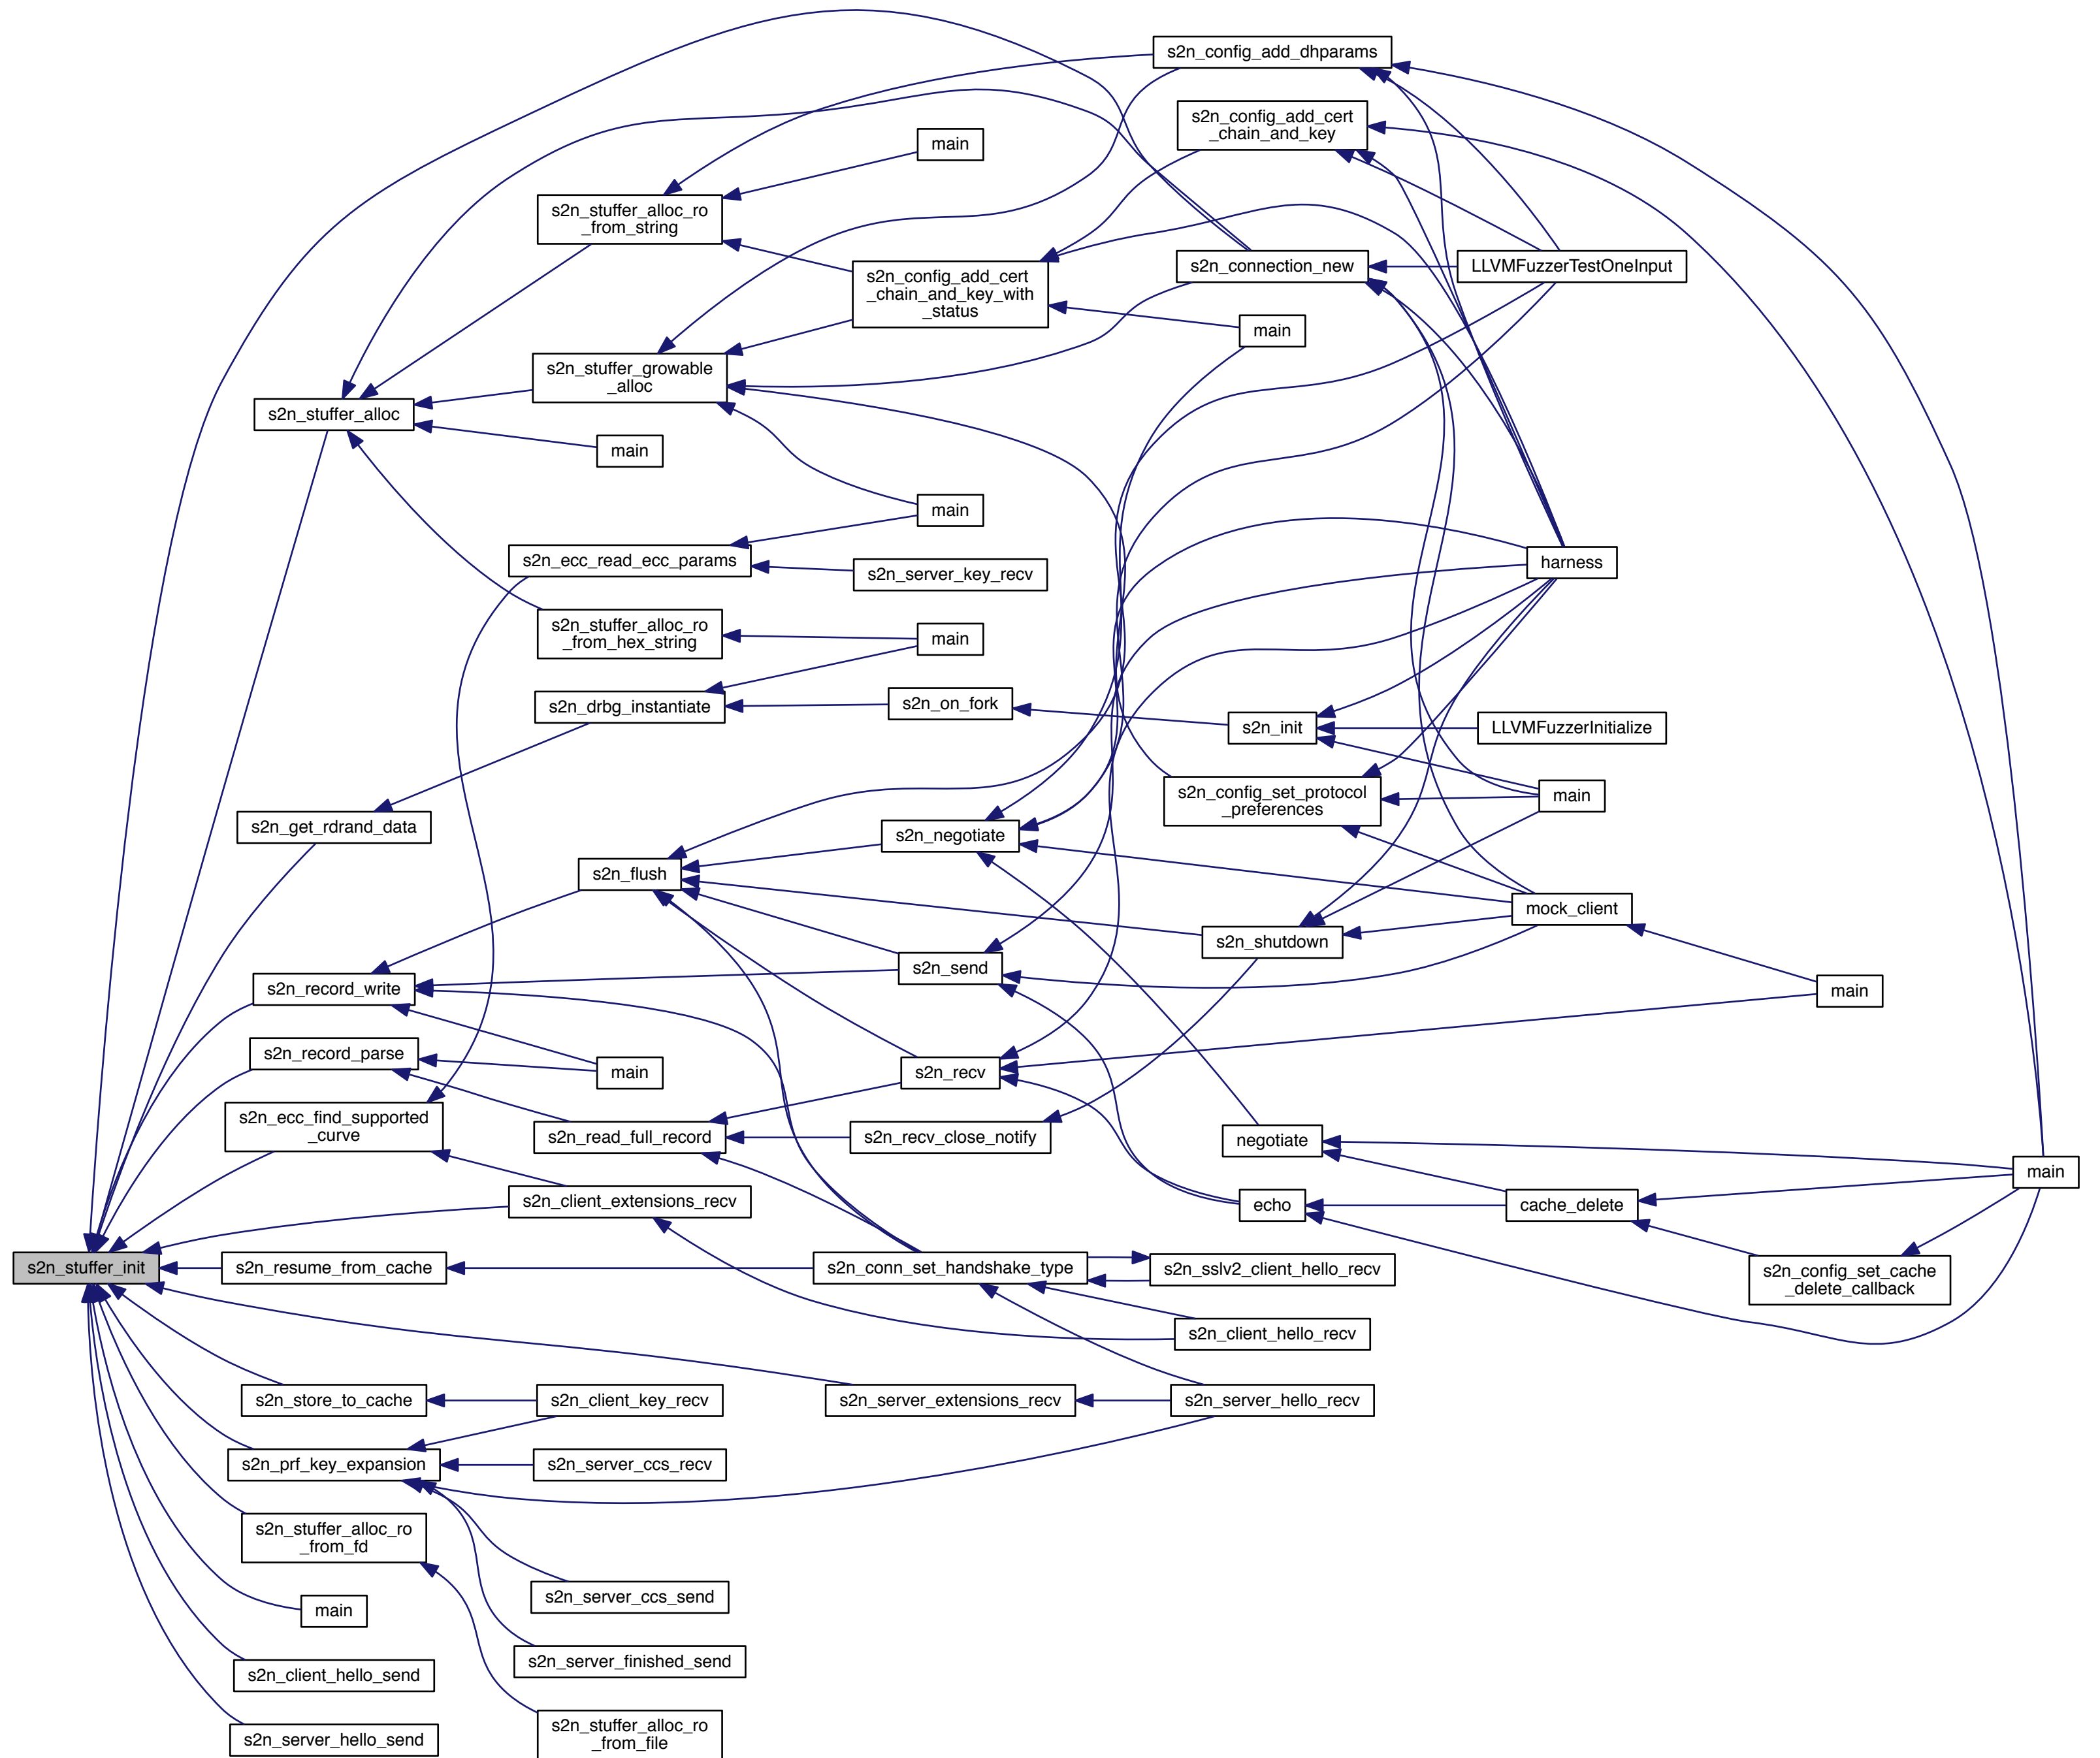 s2n_config_add_dhparams
s2n_config_add_cert
_chain_and_key
main
s2n_stuffer_alloc_ro
_from_string
s2n_connection_new
LLVMFuzzerTestOneInput
s2n_config_add_cert
_chain_and_key_with
_status
main
s2n_stuffer_growable
_alloc
s2n_stuffer_alloc
main
main
s2n_ecc_read_ecc_params
harness
s2n_server_key_recv
s2n_stuffer_alloc_ro
_from_hex_string
main
s2n_drbg_instantiate
s2n_on_fork
s2n_init
LLVMFuzzerInitialize
s2n_config_set_protocol
_preferences
main
s2n_get_rdrand_data
s2n_negotiate
s2n_flush
mock_client
s2n_shutdown
s2n_send
s2n_record_write
main
s2n_record_parse
main
s2n_recv
s2n_ecc_find_supported
_curve
s2n_read_full_record
s2n_recv_close_notify
negotiate
main
s2n_client_extensions_recv
echo
cache_delete
s2n_stuffer_init
s2n_resume_from_cache
s2n_conn_set_handshake_type
s2n_sslv2_client_hello_recv
s2n_config_set_cache
_delete_callback
s2n_client_hello_recv
s2n_store_to_cache
s2n_client_key_recv
s2n_server_extensions_recv
s2n_server_hello_recv
s2n_prf_key_expansion
s2n_server_ccs_recv
s2n_stuffer_alloc_ro
_from_fd
s2n_server_ccs_send
main
s2n_server_finished_send
s2n_client_hello_send
s2n_stuffer_alloc_ro
_from_file
s2n_server_hello_send